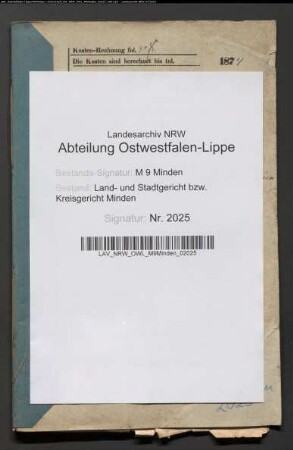 Kosten-Rechnung fol.
Die Kosten sind berechnet bis incl.
187
Landesarchiv NRW
Abteilung Ostwestfalen-Lippe
Bestands-Signatur: M 9 Minden
Bestand: Land- und Stadtgericht bzw.
Kreisgericht Minden
Signatur: Nr. 2025
LAV_NRW_OWL_M9Minden_02025